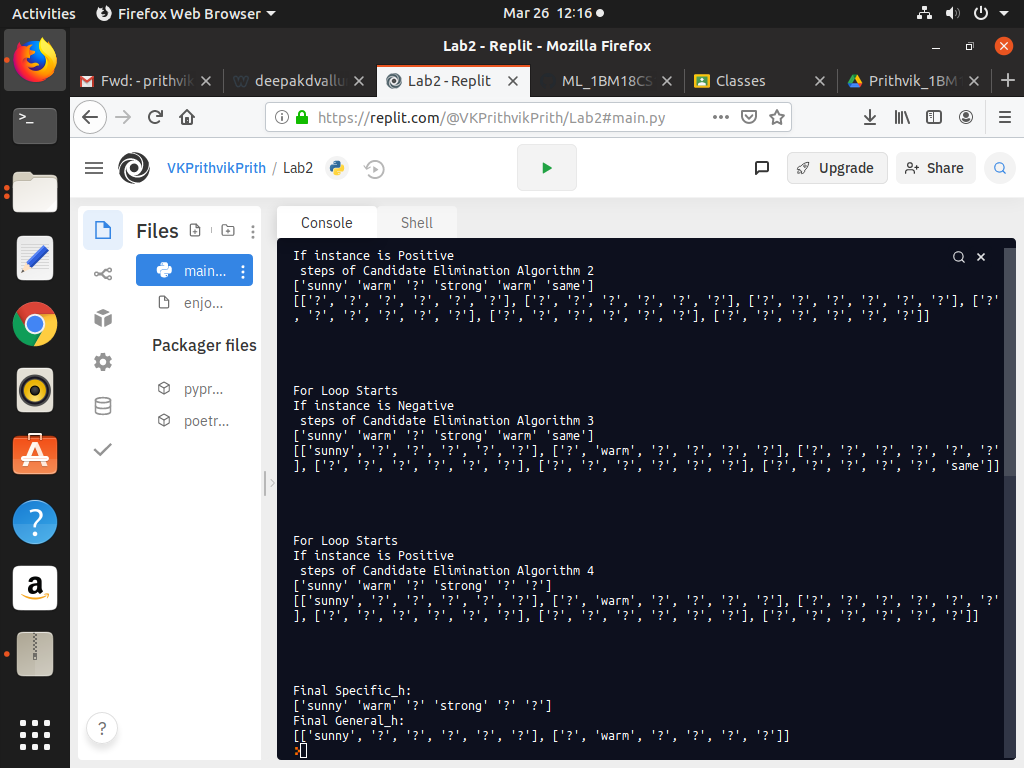 Activities Firefox Web Browser Mar 26 12:16
Lab2 - Replit - Mozilla Firefox
Fwd: - prithvik deepakdvallu Lab2 - Replit ML_1BM18CS Classes Prithvik_1BM1
https://replit.com/@VKPrithvikPrith/Lab2#main.py
VKPrithvikPrith / Lab2 Upgrade Share
Files
main...
enjo...
Packager files
pypr...
poetr...
?
Console Shell
If instance is Positive
 steps of Candidate Elimination Algorithm 2
['sunny' 'warm' '?' 'strong' 'warm' 'same']
[['?', '?', '?', '?', '?', '?'], ['?', '?', '?', '?', '?', '?'], ['?', '?', '?', '?', '?', '?'], ['?'
, '?', '?', '?', '?', '?'], ['?', '?', '?', '?', '?', '?'], ['?', '?', '?', '?', '?', '?']]
For Loop Starts
If instance is Negative
 steps of Candidate Elimination Algorithm 3
['sunny' 'warm' '?' 'strong' 'warm' 'same']
[['sunny', '?', '?', '?', '?', '?'], ['?', 'warm', '?', '?', '?', '?'], ['?', '?', '?', '?', '?', '?'
], ['?', '?', '?', '?', '?', '?'], ['?', '?', '?', '?', '?', '?'], ['?', '?', '?', '?', '?', 'same']]
For Loop Starts
If instance is Positive
 steps of Candidate Elimination Algorithm 4
['sunny' 'warm' '?' 'strong' '?' '?']
[['sunny', '?', '?', '?', '?', '?'], ['?', 'warm', '?', '?', '?', '?'], ['?', '?', '?', '?', '?', '?'
], ['?', '?', '?', '?', '?', '?'], ['?', '?', '?', '?', '?', '?'], ['?', '?', '?', '?', '?', '?']]
Final Specific_h:
['sunny' 'warm' '?' 'strong' '?' '?']
Final General_h:
[['sunny', '?', '?', '?', '?', '?'], ['?', 'warm', '?', '?', '?', '?']]